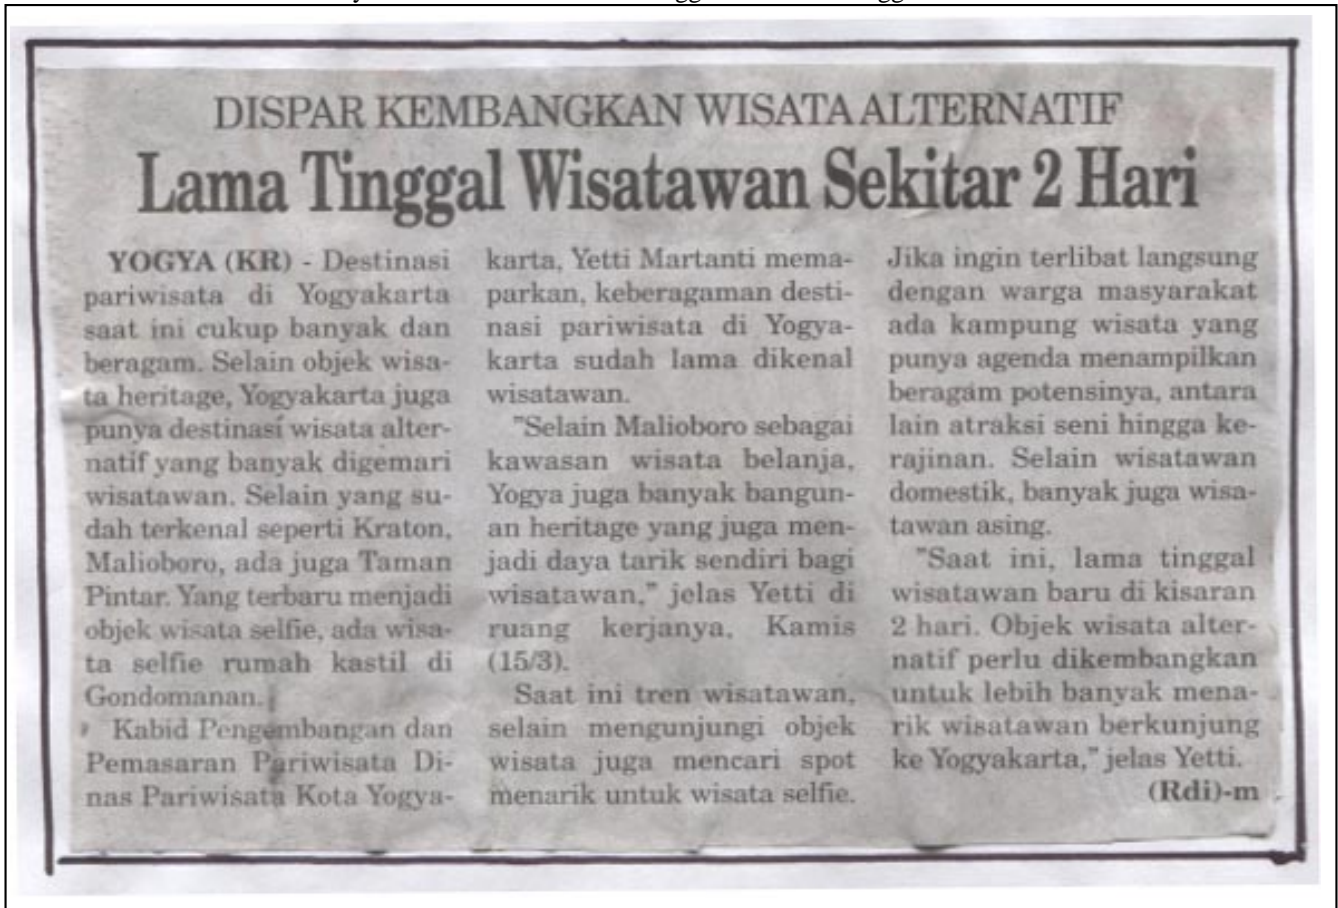 DISPAR KEMBANGKAN WISATA ALTERNATIF
Lama Tinggal Wisatawan Sekitar 2 Hari
YOGYA (KR) - Destinasi
pariwisata di Yogyakarta
saat ini cukup banyak dan
beragam. Selain objek wisa-
ta heritage, Yogyakarta juga
punya destinasi wisata alter-
natif yang banyak digemari
wisatawan. Selain yang su-
dah terkenal seperti Kraton,
Malioboro, ada juga Taman
Pintar. Yang terbaru menjadi
objek wisata selfie, ada wisa-
ta selfie rumah kastil di
Gondomanan.
Kabid Pengembangan dan
Pemasaran Pariwisata Di-
nas Pariwisata Kota Yogya-
karta, Yetti Martanti mema-
parkan, keberagaman desti-
nasi pariwisata di Yogya-
karta sudah lama dikenal
wisatawan.
"Selain Malioboro sebagai
kawasan wisata belanja,
Yogya juga banyak bangun-
an heritage yang juga men-
jadi daya tarik sendiri bagi
wisatawan," jelas Yetti di
ruang kerjanya, Kamis
(15/3).
Saat ini tren wisatawan,
selain mengunjungi objek
wisata juga mencari spot
menarik untuk wisata selfie.
Jika ingin terlibat langsung
dengan warga masyarakat
ada kampung wisata yang
punya agenda menampilkan
beragam potensinya, antara
lain atraksi seni hingga ke-
rajinan. Selain wisatawan
domestik, banyak juga wisa-
tawan asing.
"Saat ini, lama tinggal
wisatawan baru di kisaran
2 hari. Objek wisata alter-
natif perlu dikembangkan
untuk lebih banyak mena-
rik wisatawan berkunjung
ke Yogyakarta," jelas Yetti.
(Rdi)-m